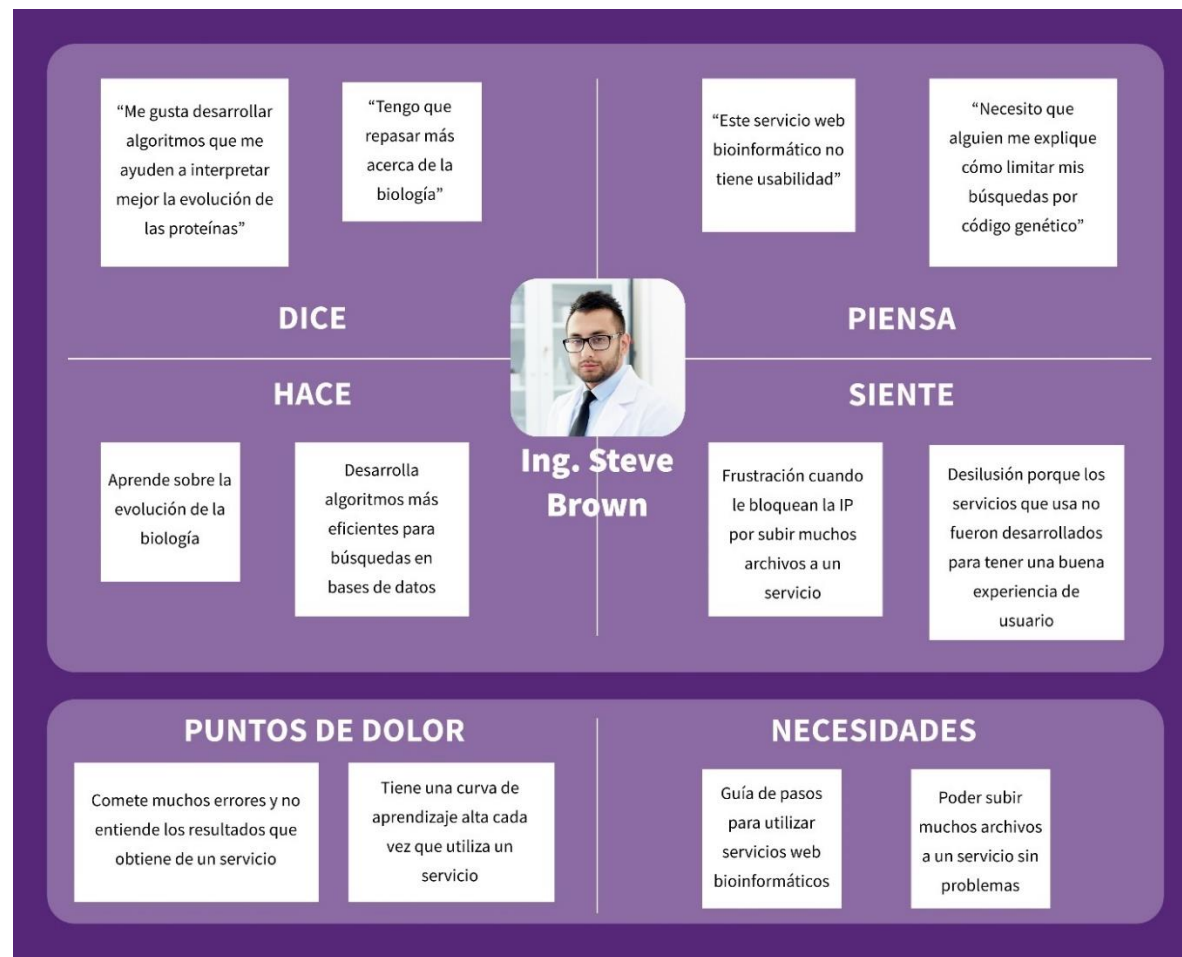 “Me gusta desarrollar
algoritmos que me
ayuden a interpretar
mejor la evolución de
las proteínas”
“Tengo que
repasar más
acerca de la
biología”
DICE
“Este servicio web
bioinformático no
tiene usabilidad”
“Necesito que
alguien me explique
cómo limitar mis
búsquedas por
código genético”
PIENSA
HACE
Aprende sobre la
evolución de la
biología
Desarrolla
algoritmos más
eficientes para
búsquedas en
bases de datos
Ing. Steve
Brown
SIENTE
Frustración cuando
le bloquean la IP
por subir muchos
archivos a un
servicio
Desilusión porque los
servicios que usa no
fueron desarrollados
para tener una buena
experiencia de
usuario
PUNTOS DE DOLOR
Comete muchos errores y no
entiende los resultados que
obtiene de un servicio
Tiene una curva de
aprendizaje alta cada
vez que utiliza un
servicio
NECESIDADES
Guía de pasos
para utilizar
servicios web
bioinformáticos
Poder subir
muchos archivos
a un servicio sin
problemas